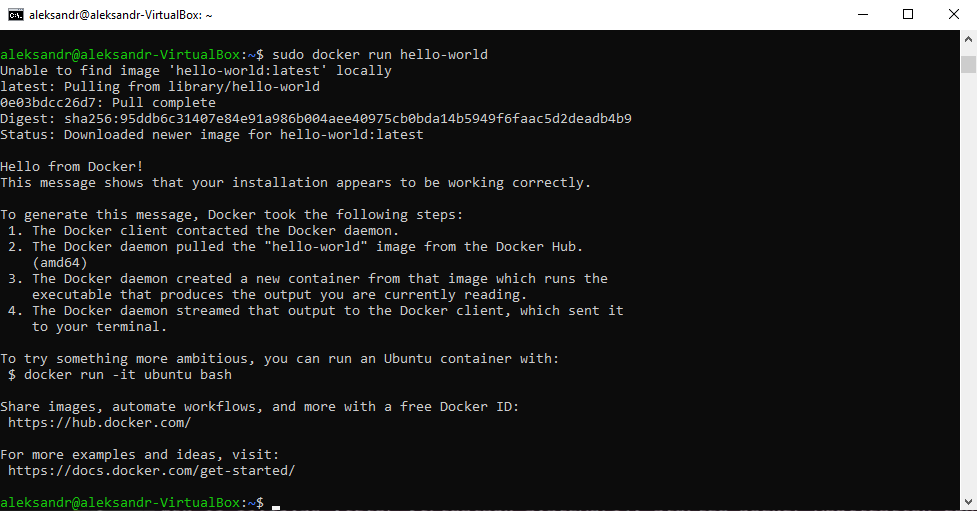 aleksandr@aleksandr-VirtualBox: ~
aleksandr@aleksandr-VirtualBox:~$ sudo docker run hello-world
Unable to find image 'hello-world:latest' locally
latest: Pulling from library/hello-world
0e03bdcc26d7: Pull complete
Digest: sha256:95ddb6c31407e84e91a986b004aee40975cb0bda14b5949f6faac5d2deadb4b9
Status: Downloaded newer image for hello-world:latest
Hello from Docker!
This message shows that your installation appears to be working correctly.
To generate this message, Docker took the following steps:
1. The Docker client contacted the Docker daemon.
2. The Docker daemon pulled the "hello-world" image from the Docker Hub.
(amd64)
3. The Docker daemon created a new container from that image which runs the
executable that produces the output you are currently reading.
4. The Docker daemon streamed that output to the Docker client, which sent it
to your terminal.
To try something more ambitious, you can run an Ubuntu container with:
$ docker run -it ubuntu bash
Share images, automate workflows, and more with a free Docker ID:
https://hub.docker.com/
For more examples and ideas, visit:
https://docs.docker.com/get-started/
aleksandr@aleksandr-VirtualBox:~$